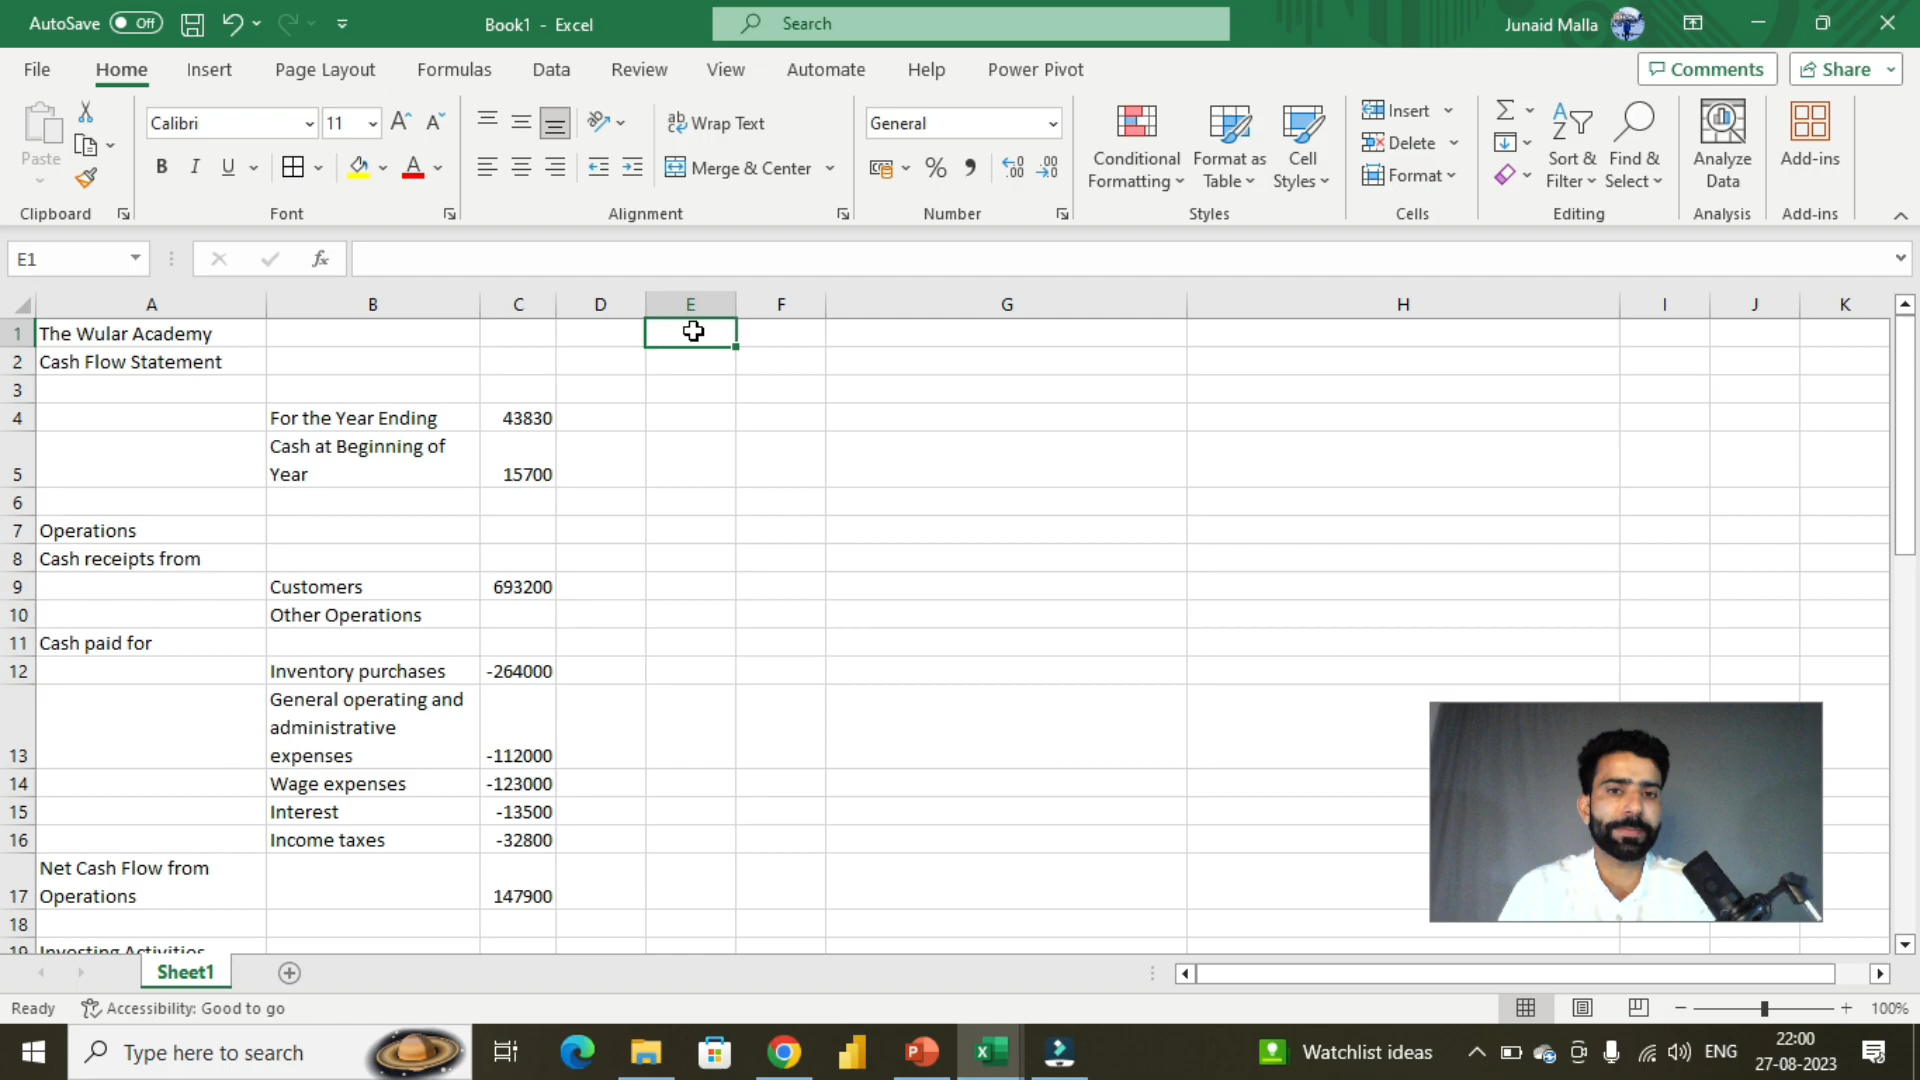 AutoSave Off Book1 - Excel Search Junaid Malla
File Home Insert Page Layout Formulas Data Review View Automate Help Power Pivot Comments Share
Paste Calibri 11 A A Wrap Text General Conditional Formatting Format as Table Cell Styles Insert Sort & Filter Find & Select Analyze Data Add-ins
B I U A Merge & Center % Delete
Format
Clipboard Font Alignment Number Styles Cells Editing Analysis Add-ins
E1 fx
A B C D E F G H I J K
1 The Wular Academy
2 Cash Flow Statement
3
4 For the Year Ending 43830
Cash at Beginning of
5 Year 15700
6
7 Operations
8 Cash receipts from
9 Customers 693200
10 Other Operations
11 Cash paid for
12 Inventory purchases -264000
General operating and
administrative
13 expenses -112000
14 Wage expenses -123000
15 Interest -13500
16 Income taxes -32800
Net Cash Flow from
17 Operations 147900
18
19 Investing Activities
Sheet1
Ready Accessibility: Good to go 100%
Type here to search Watchlist ideas ENG 22:00
27-08-2023